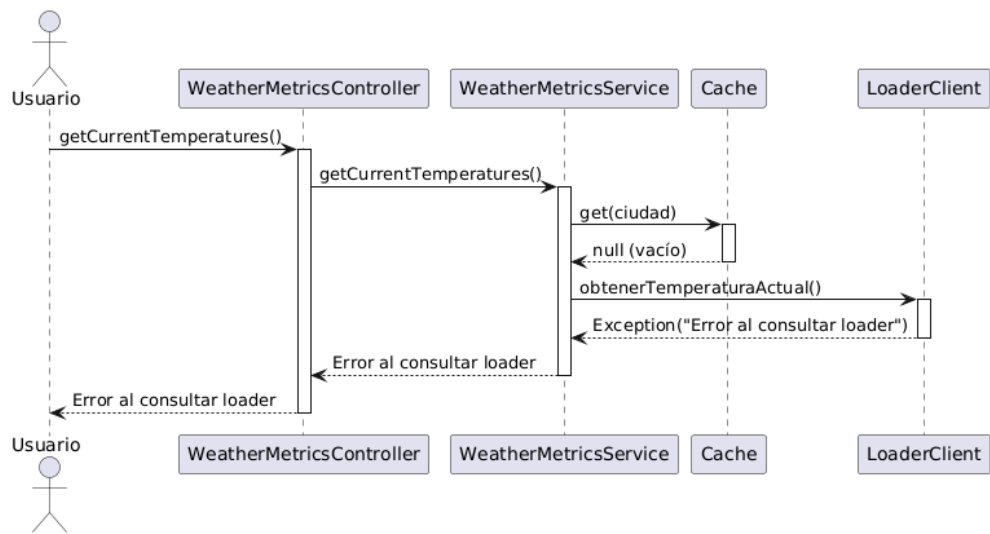 Usuario
WeatherMetricsController
WeatherMetricsService
Cache
LoaderClient
getCurrentTemperatures()
getCurrentTemperatures()
get(ciudad)
null (vacío)
obtenerTemperaturaActual()
Exception("Error al consultar loader")
Error al consultar loader
Error al consultar loader
Usuario
WeatherMetricsController
WeatherMetricsService
Cache
LoaderClient